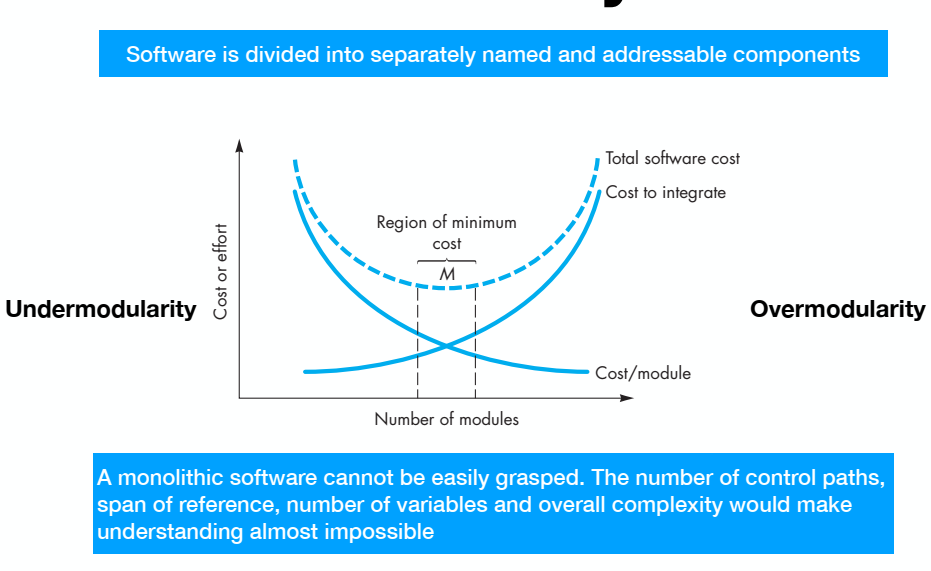 Software is divided into separately named and addressable components
Total software cost
Cost to integrate
Region of minimum
cost
M
Cost or effort
Undermodularity
Overmodularity
Cost/module
Number of modules
A monolithic software cannot be easily grasped. The number of control paths,
span of reference, number of variables and overall complexity would make
understanding almost impossible